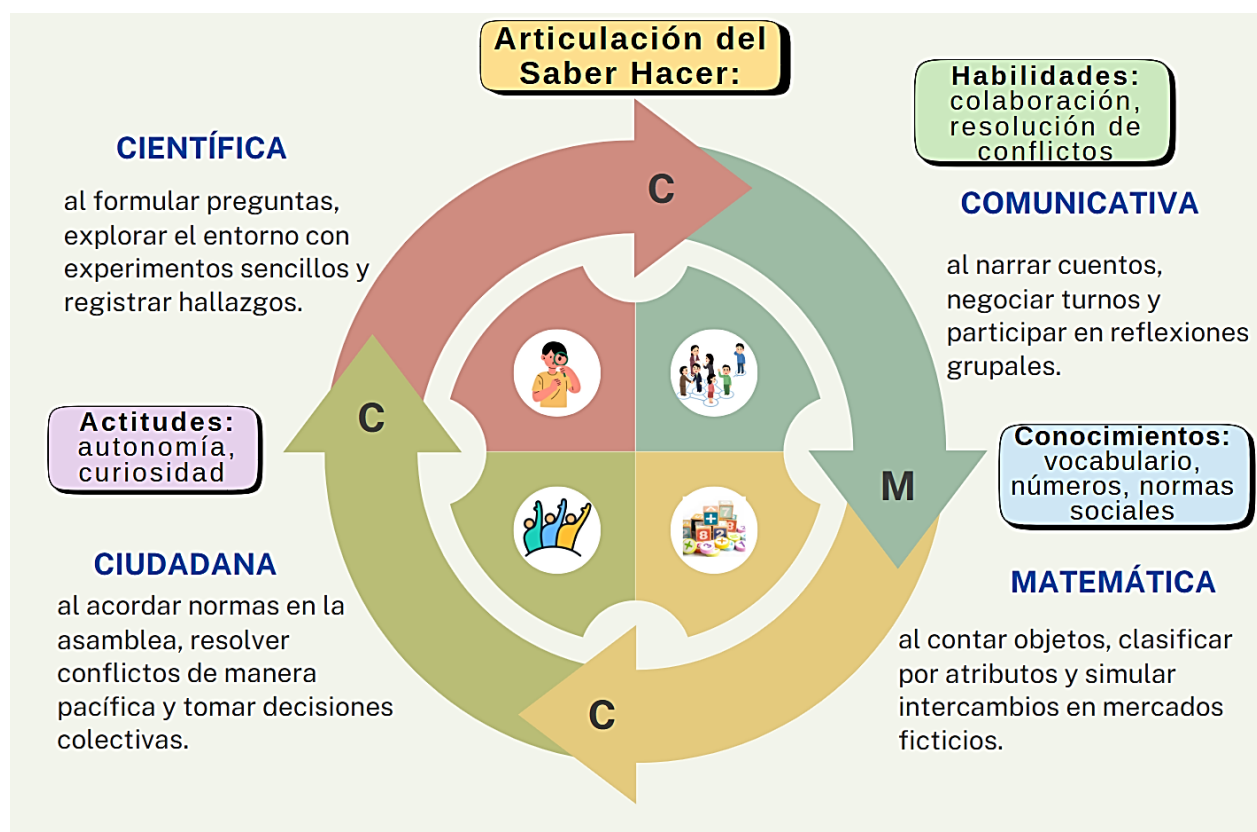 Articulación del
Saber Hacer:
Habilidades:
colaboración,
resolución de
conflictos
CIENTÍFICA
al formular preguntas,
explorar el entorno con
experimentos sencillos y
registrar hallazgos.
C
COMUNICATIVA
al narrar cuentos,
negociar turnos y
participar en reflexiones
grupales.
Actitudes:
autonomía,
curiosidad
C
M
Conocimientos:
vocabulario,
números, normas
sociales
CIUDADANA
al acordar normas en la
asamblea, resolver
conflictos de manera
pacífica y tomar decisiones
colectivas.
C
MATEMÁTICA
al contar objetos, clasificar
por atributos y simular
intercambios en mercados
ficticios.